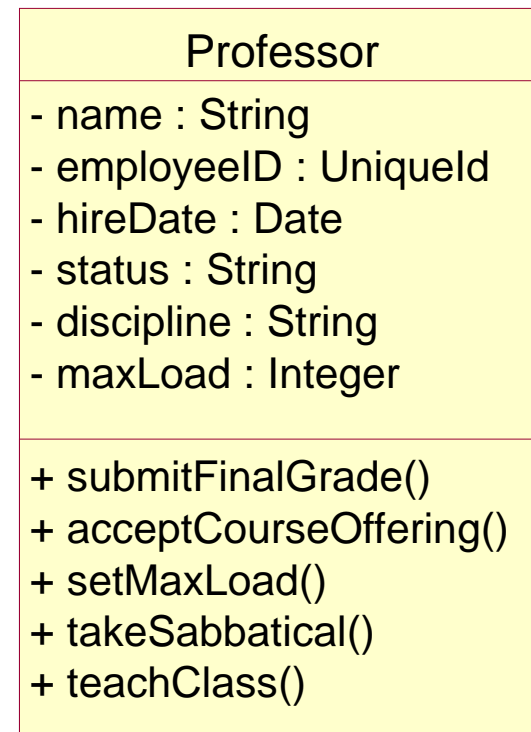 Professor
- name : String
- employeeID : UniqueId
- hireDate : Date
- status : String
- discipline : String
- maxLoad : Integer
+ submitFinalGrade()
+ acceptCourseOffering()
+ setMaxLoad()
+ takeSabbatical()
+ teachClass()